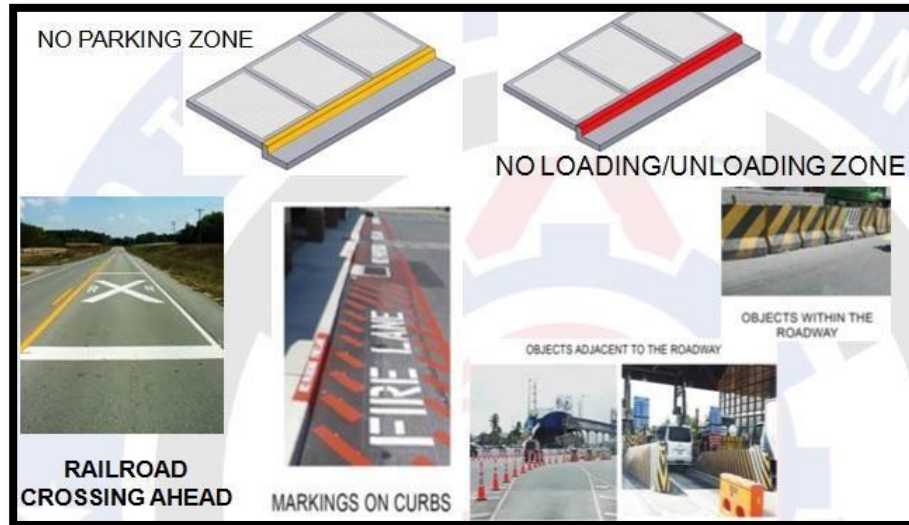 NO PARKING ZONE
NO LOADING/UNLOADING ZONE
R R
FIRE LANE
OBJECTS WITHIN THE
ROADWAY
OBJECTS ADJACENT TO THE ROADWAY
RAILROAD
CROSSING AHEAD
MARKINGS ON CURBS